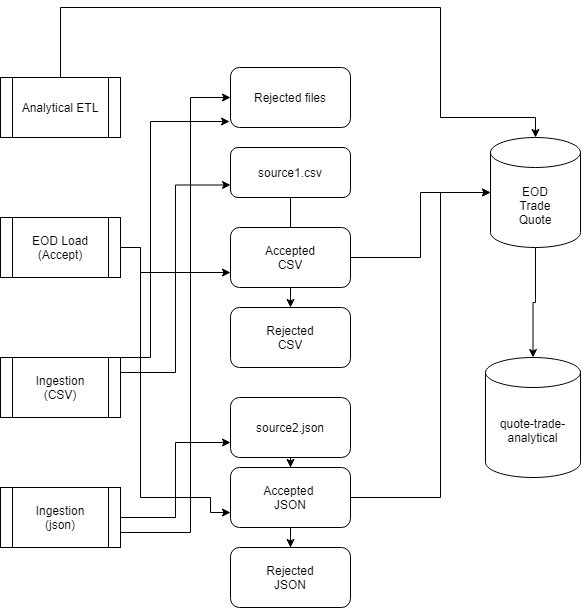 Analytical ETL
Rejected files
source1.csv
EOD
Trade
Quote
EOD Load
(Accept)
Accepted
CSV
Rejected
CSV
Ingestion
(CSV)
source2.json
quote-trade-
analytical
Accepted
JSON
Ingestion
(json)
Rejected
JSON